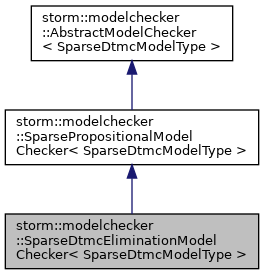 storm::modelchecker
::AbstractModelChecker
< SparseDtmcModelType >
storm::modelchecker
::SparsePropositionalModel
Checker< SparseDtmcModelType >
storm::modelchecker
::SparseDtmcEliminationModel
Checker< SparseDtmcModelType >